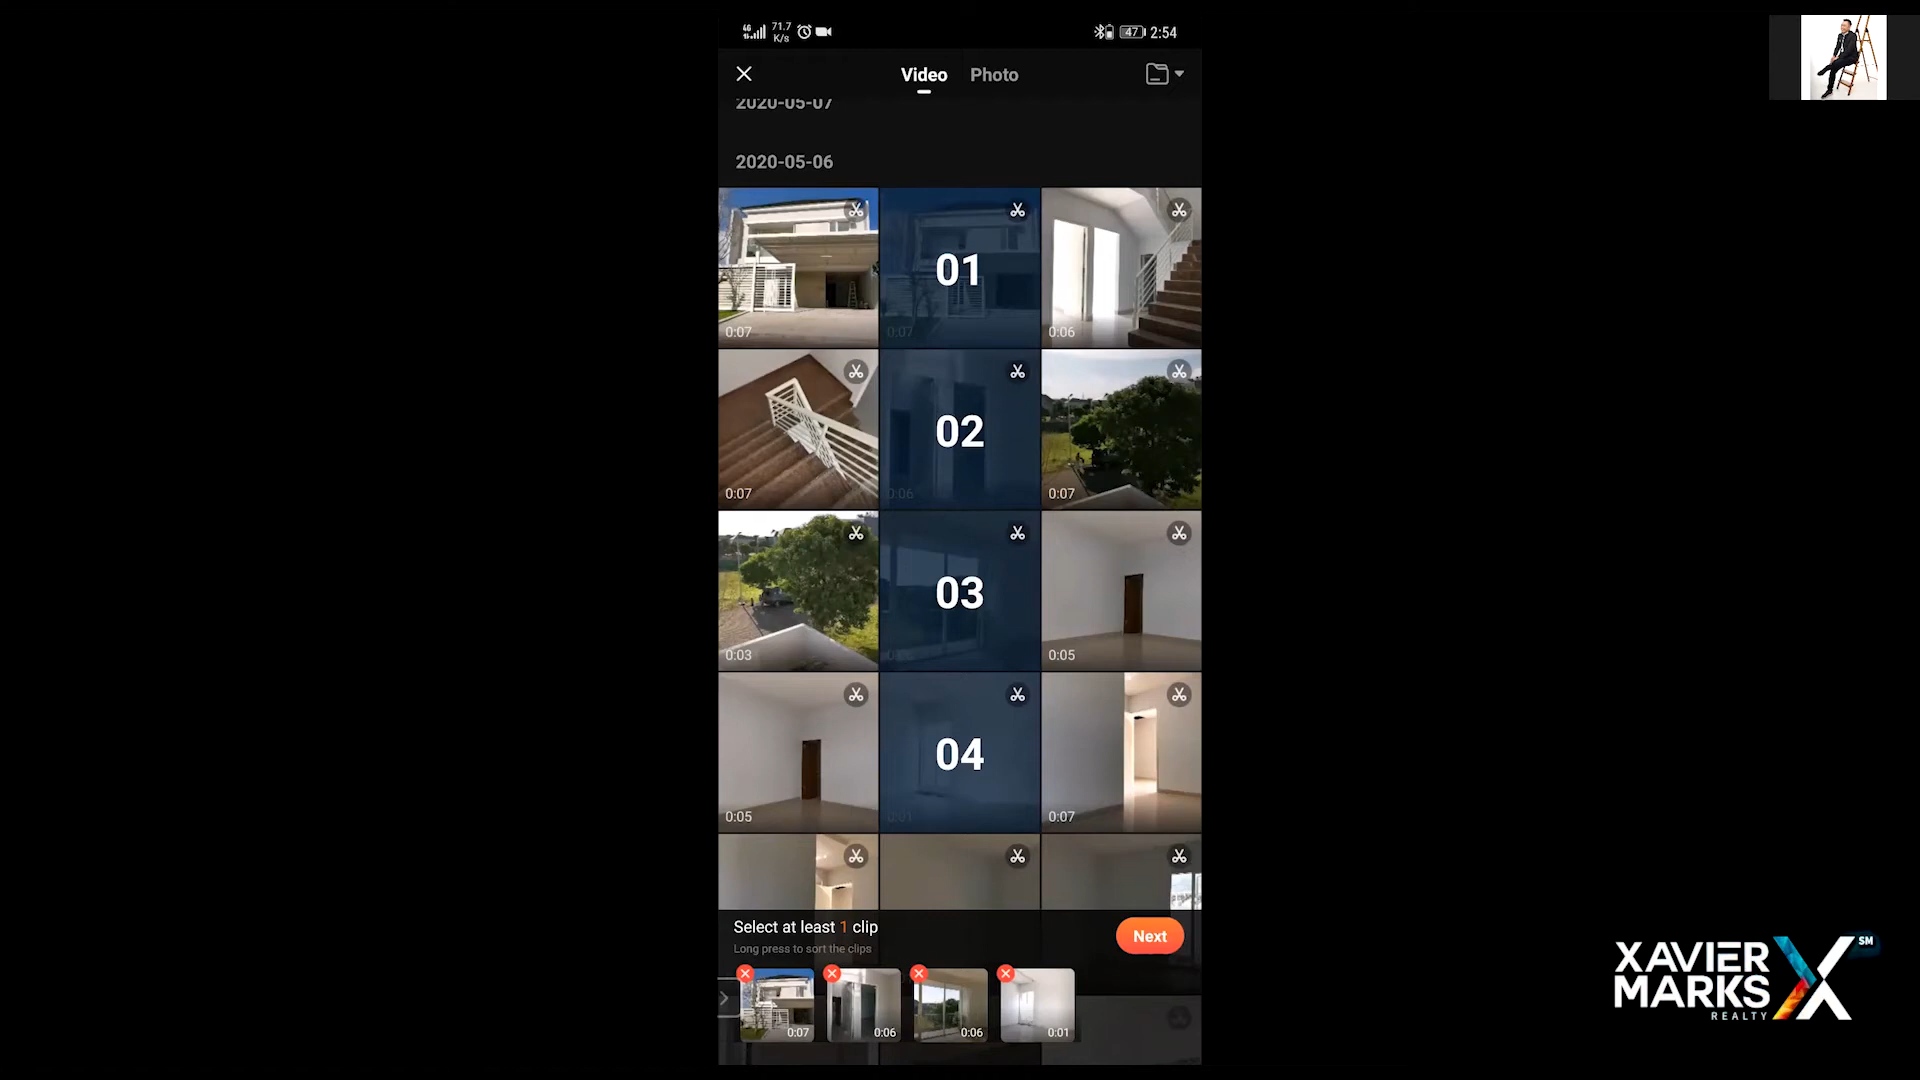 4G 71.7 K/s 47 2:54
Video Photo
2020-05-07
2020-05-06
0:07 01 0:07 0:06
0:07 02 0:06 0:07
0:03 03 0:05
0:05 04 0:01 0:07
Select at least 1 clip
Long press to sort the clips
Next
0:07 0:06 0:06 0:01
XAVIER
MARKS X SM
REALTY